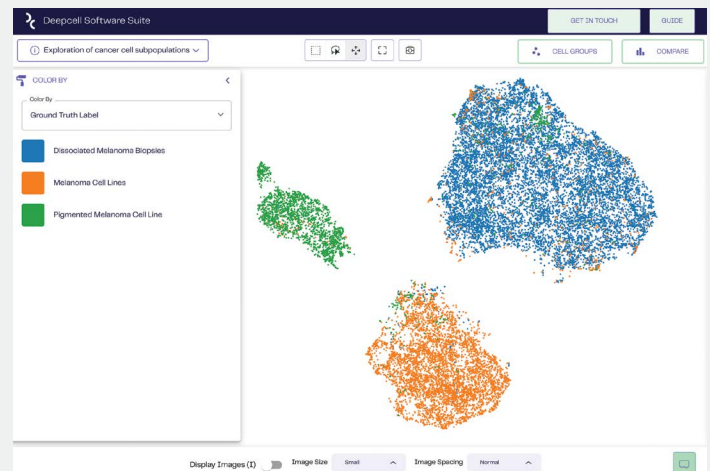 Deepcell Software Suite
GET IN TOUCH
GUIDE
Exploration of cancer cell subpopulations
CELL GROUPS
COMPARE
COLOR BY
Color By
Ground Truth Label
Dissociated Melanoma Biopsies
Melanoma Cell Lines
Pigmented Melanoma Cell Line
Display Images (I)
Image Size
Small
Image Spacing
Normal